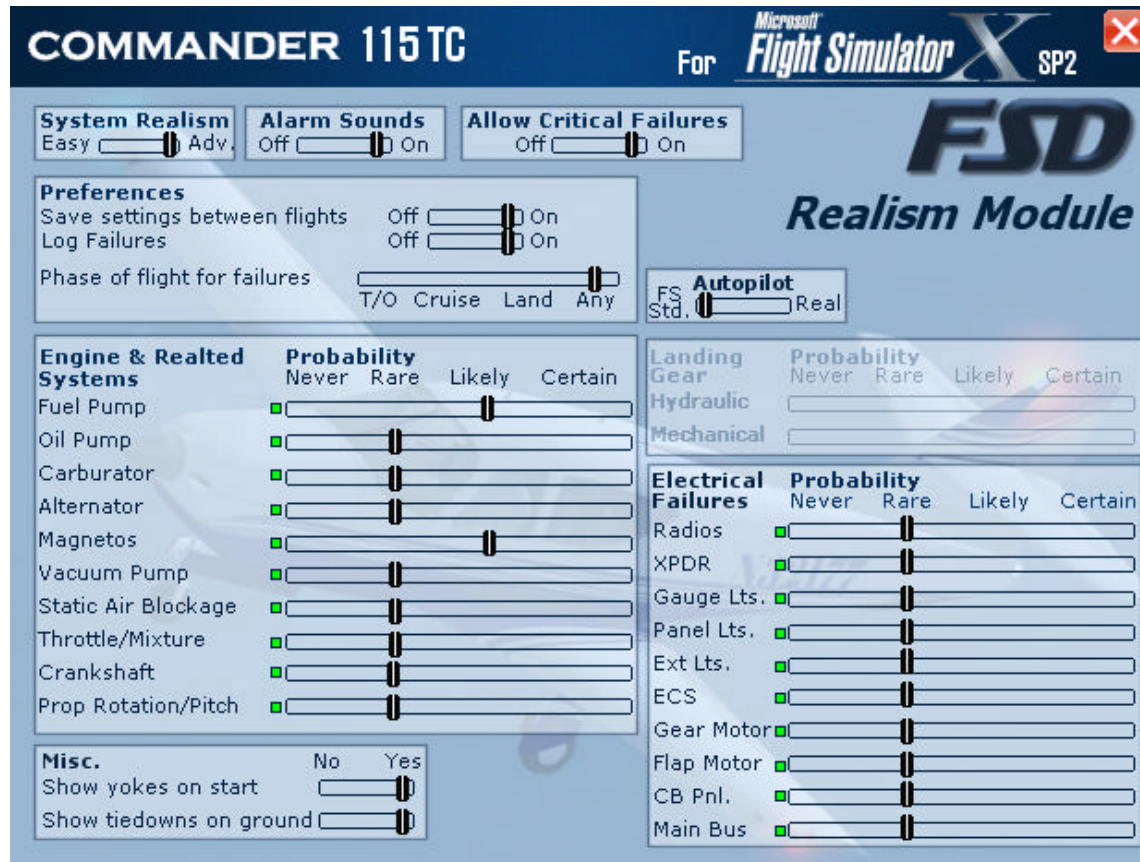 COMMANDER 115 TC
For Microsoft Flight Simulator X SP2
FSD
Realism Module
System Realism
Easy Adv.
Alarm Sounds
Off On
Allow Critical Failures
Off On
Preferences
Save settings between flights Off On
Log Failures Off On
Phase of flight for failures
T/O Cruise Land Any
Autopilot
FS Std. Real
Engine & Realted Systems Probability
Never Rare Likely Certain
Fuel Pump
Oil Pump
Carburator
Alternator
Magnetos
Vacuum Pump
Static Air Blockage
Throttle/Mixture
Crankshaft
Prop Rotation/Pitch
Landing Gear Probability
Never Rare Likely Certain
Hydraulic
Mechanical
Electrical Failures Probability
Never Rare Likely Certain
Radios
XPDR
Gauge Lts.
Panel Lts.
Ext Lts.
ECS
Gear Motor
Flap Motor
CB Pnl.
Main Bus
Misc. No Yes
Show yokes on start
Show tiedowns on ground